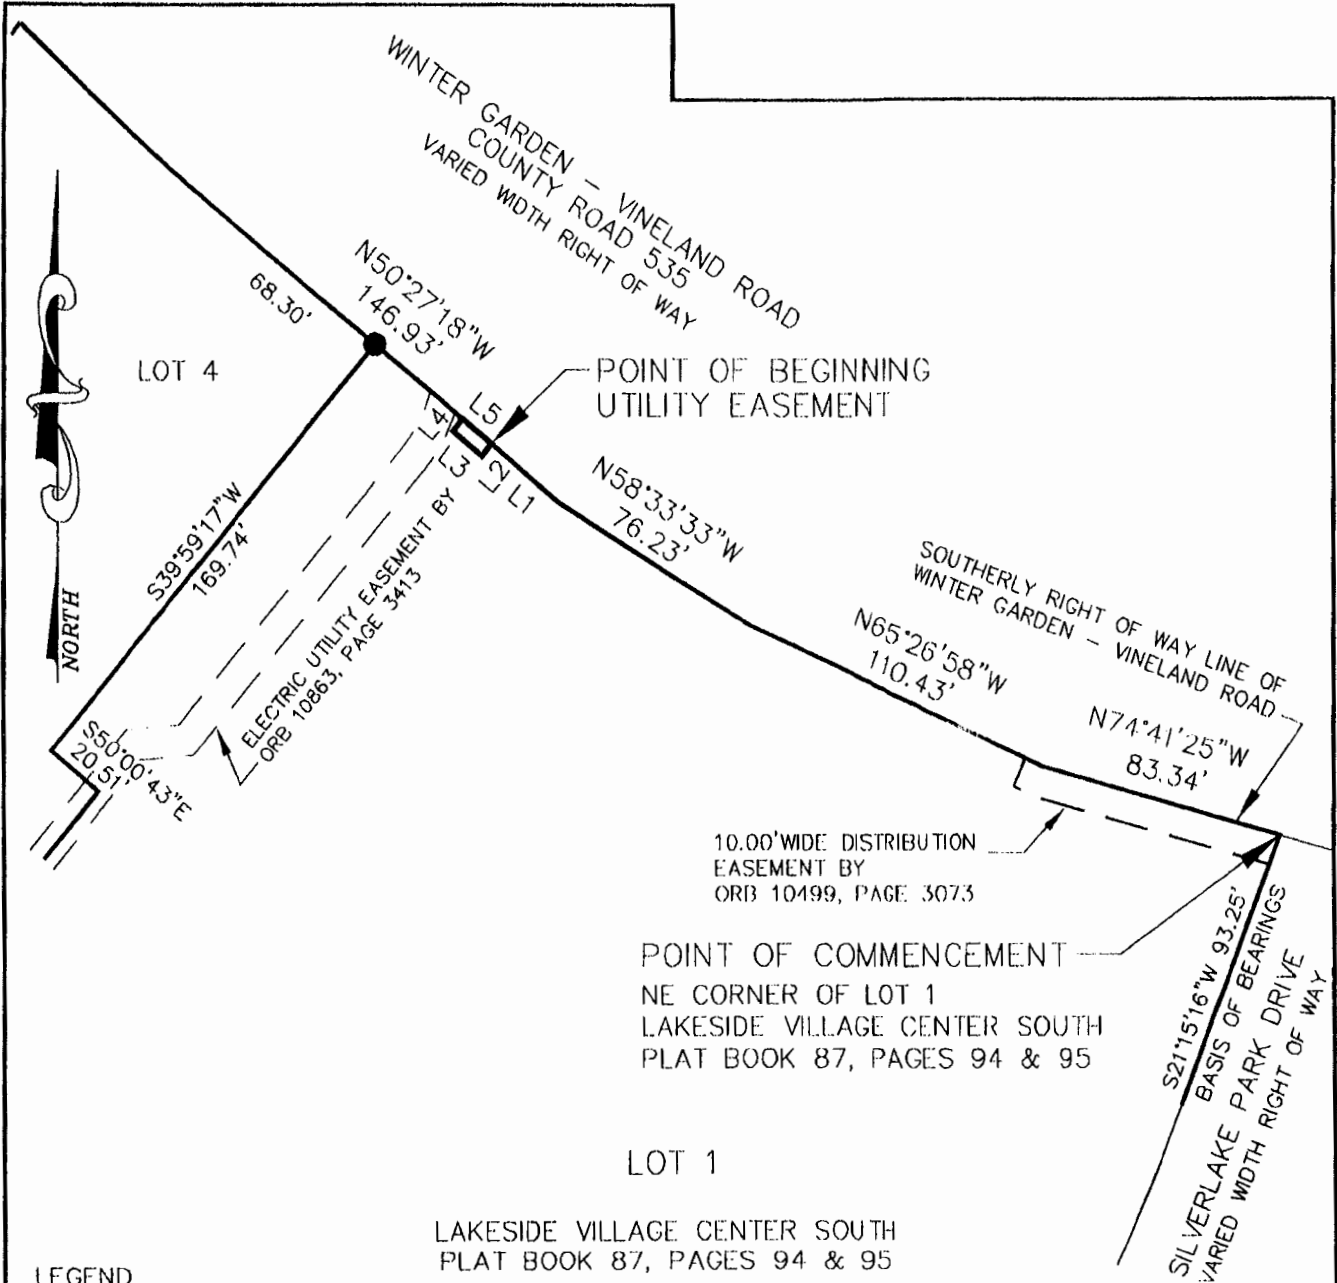 WINTER GARDEN – VINELAND ROAD
COUNTY ROAD 535
VARIED WIDTH RIGHT OF WAY
N50°27'18"W
146.93'
68.30'
LOT 4
POINT OF BEGINNING
UTILITY EASEMENT
L5
L4
L3
L2
L1
N58°33'33"W
76.23'
S39°59'17"W
169.74'
NORTH
ELECTRIC UTILITY EASEMENT BY
ORB 10863, PAGE 3413
SOUTHERLY RIGHT OF WAY LINE OF
WINTER GARDEN – VINELAND ROAD
N65°26'58"W
110.43'
N74°41'25"W
83.34'
S50°00'43"E
20.51'
10.00'WIDE DISTRIBUTION
EASEMENT BY
ORB 10499, PAGE 3073
POINT OF COMMENCEMENT
NE CORNER OF LOT 1
LAKESIDE VILLAGE CENTER SOUTH
PLAT BOOK 87, PAGES 94 & 95
S21°15'16"W 93.25'
BASIS OF BEARINGS
SILVERLAKE PARK DRIVE
VARIED WIDTH RIGHT OF WAY
LOT 1
LAKESIDE VILLAGE CENTER SOUTH
PLAT BOOK 87, PAGES 94 & 95
LEGEND